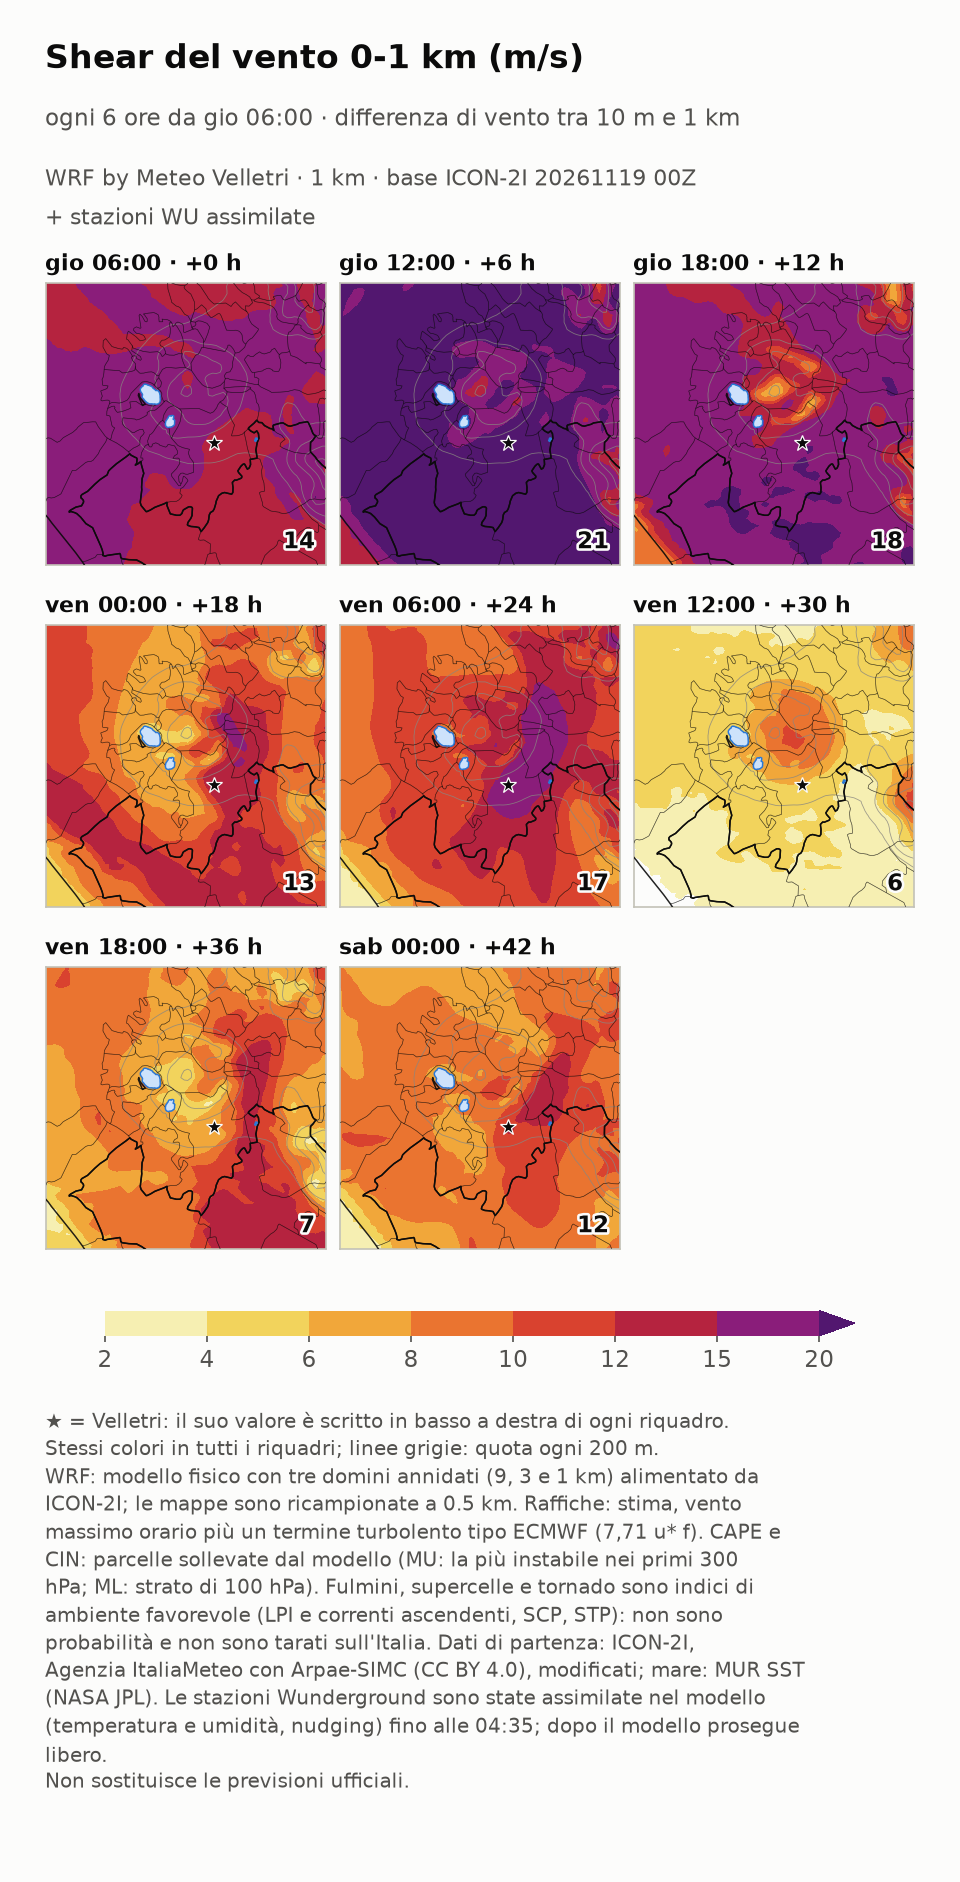 Shear del vento 0-1 km (m/s)
ogni 6 ore da gio 06:00 · differenza di vento tra 10 m e 1 km
WRF by Meteo Velletri · 1 km · base ICON-2I 20261119 00Z
+ stazioni WU assimilate
gio 06:00 · +0 h
gio 12:00 · +6 h
gio 18:00 · +12 h
14
21
18
ven 00:00 · +18 h
ven 06:00 · +24 h
ven 12:00 · +30 h
13
17
6
ven 18:00 · +36 h
sab 00:00 · +42 h
7
12
2 4 6 8 10 12 15 20
★ = Velletri: il suo valore è scritto in basso a destra di ogni riquadro.
Stessi colori in tutti i riquadri; linee grigie: quota ogni 200 m.
WRF: modello fisico con tre domini annidati (9, 3 e 1 km) alimentato da
ICON-2I; le mappe sono ricampionate a 0.5 km. Raffiche: stima, vento
massimo orario più un termine turbolento tipo ECMWF (7,71 u* f). CAPE e
CIN: parcelle sollevate dal modello (MU: la più instabile nei primi 300
hPa; ML: strato di 100 hPa). Fulmini, supercelle e tornado sono indici di
ambiente favorevole (LPI e correnti ascendenti, SCP, STP): non sono
probabilità e non sono tarati sull'Italia. Dati di partenza: ICON-2I,
Agenzia ItaliaMeteo con Arpae-SIMC (CC BY 4.0), modificati; mare: MUR SST
(NASA JPL). Le stazioni Wunderground sono state assimilate nel modello
(temperatura e umidità, nudging) fino alle 04:35; dopo il modello prosegue
libero.
Non sostituisce le previsioni ufficiali.